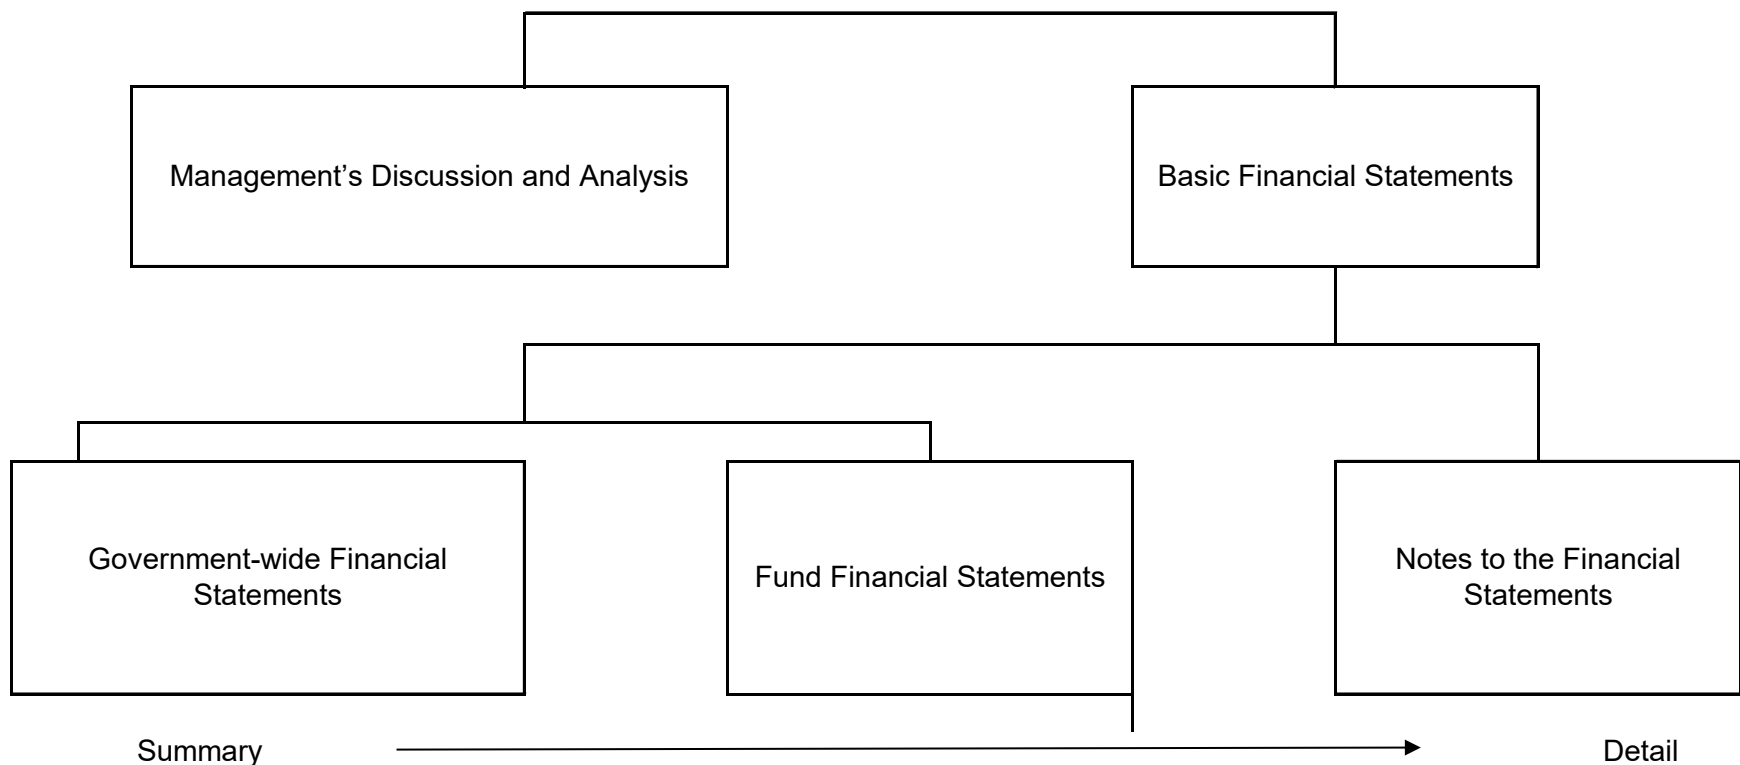 Management’s Discussion and Analysis
Basic Financial Statements
Government-wide Financial
Statements
Fund Financial Statements
Notes to the Financial
Statements
Summary
Detail